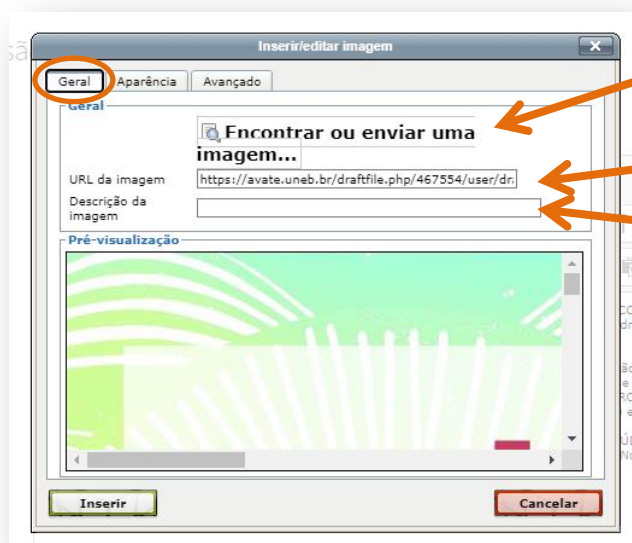 Inserir/editar imagem
Geral Aparência Avançado
Geral
Encontrar ou enviar uma
imagem...
URL da imagem https://avate.uneb.br/draftfile.php/467554/user/dr
Descrição da
imagem
Pré-visualização
Inserir Cancelar